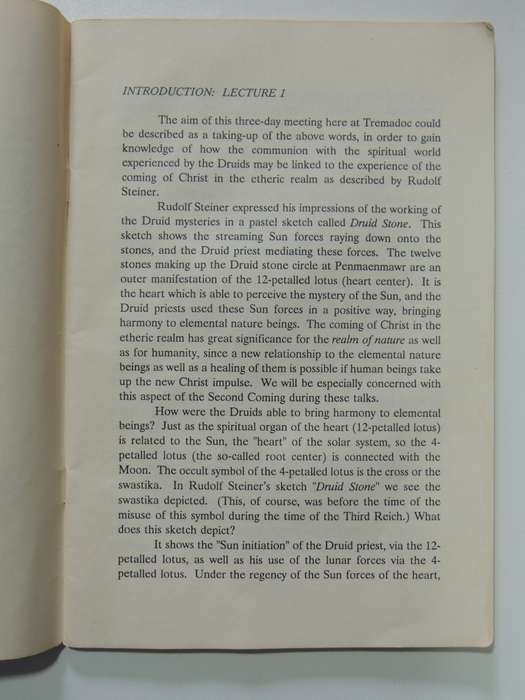 INTRODUCTION: LECTURE 1
The aim of this three-day meeting here at Tremadoc could
be described as a taking-up of the above words, in order to gain
knowledge of how the communion with the spiritual world
experienced by the Druids may be linked to the experience of the
coming of Christ in the etheric realm as described by Rudolf
Steiner.
Rudolf Steiner expressed his impressions of the working of
the Druid mysteries in a pastel sketch called Druid Stone. This
sketch shows the streaming Sun forces raying down onto the
stones, and the Druid priest mediating these forces. The twelve
stones making up the Druid stone circle at Penmaenmawr are an
outer manifestation of the 12-petalled lotus (heart center). It is
the heart which is able to perceive the mystery of the Sun, and the
Druid priests used these Sun forces in a positive way, bringing
harmony to elemental nature beings. The coming of Christ in the
etheric realm has great significance for the realm of nature as well
as for humanity, since a new relationship to the elemental nature
beings as well as a healing of them is possible if human beings take
up the new Christ impulse. We will be especially concerned with
this aspect of the Second Coming during these talks.
How were the Druids able to bring harmony to elemental
beings? Just as the spiritual organ of the heart (12-petalled lotus)
is related to the Sun, the "heart" of the solar system, so the 4-
petalled lotus (the so-called root center) is connected with the
Moon. The occult symbol of the 4-petalled lotus is the cross or the
swastika. In Rudolf Steiner's sketch "Druid Stone" we see the
swastika depicted. (This, of course, was before the time of the
misuse of this symbol during the time of the Third Reich.) What
does this sketch depict?
It shows the "Sun initiation" of the Druid priest, via the 12-
petalled lotus, as well as his use of the lunar forces via the 4-
petalled lotus. Under the regency of the Sun forces of the heart,